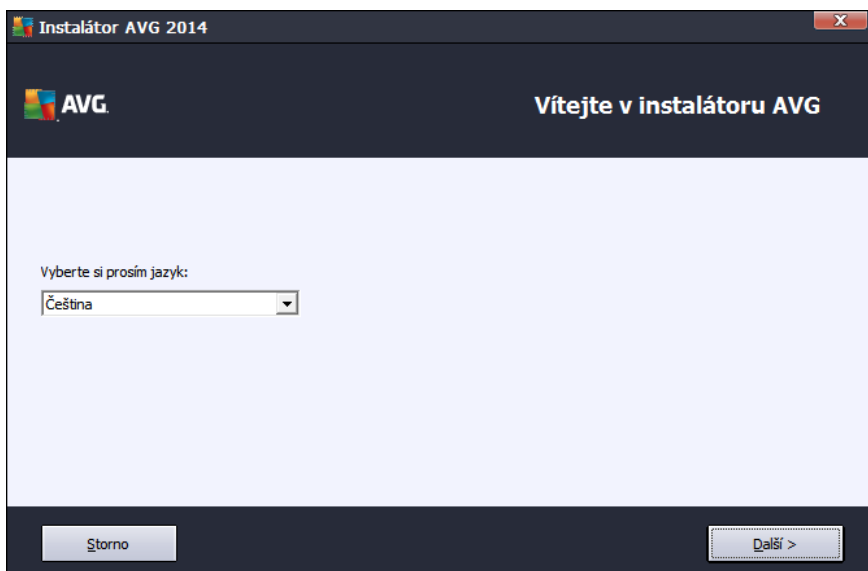 Instalátor AVG 2014
AVG.
Vítejte v instalátoru AVG
Vyberte si prosím jazyk:
Čeština
Storno
Další >